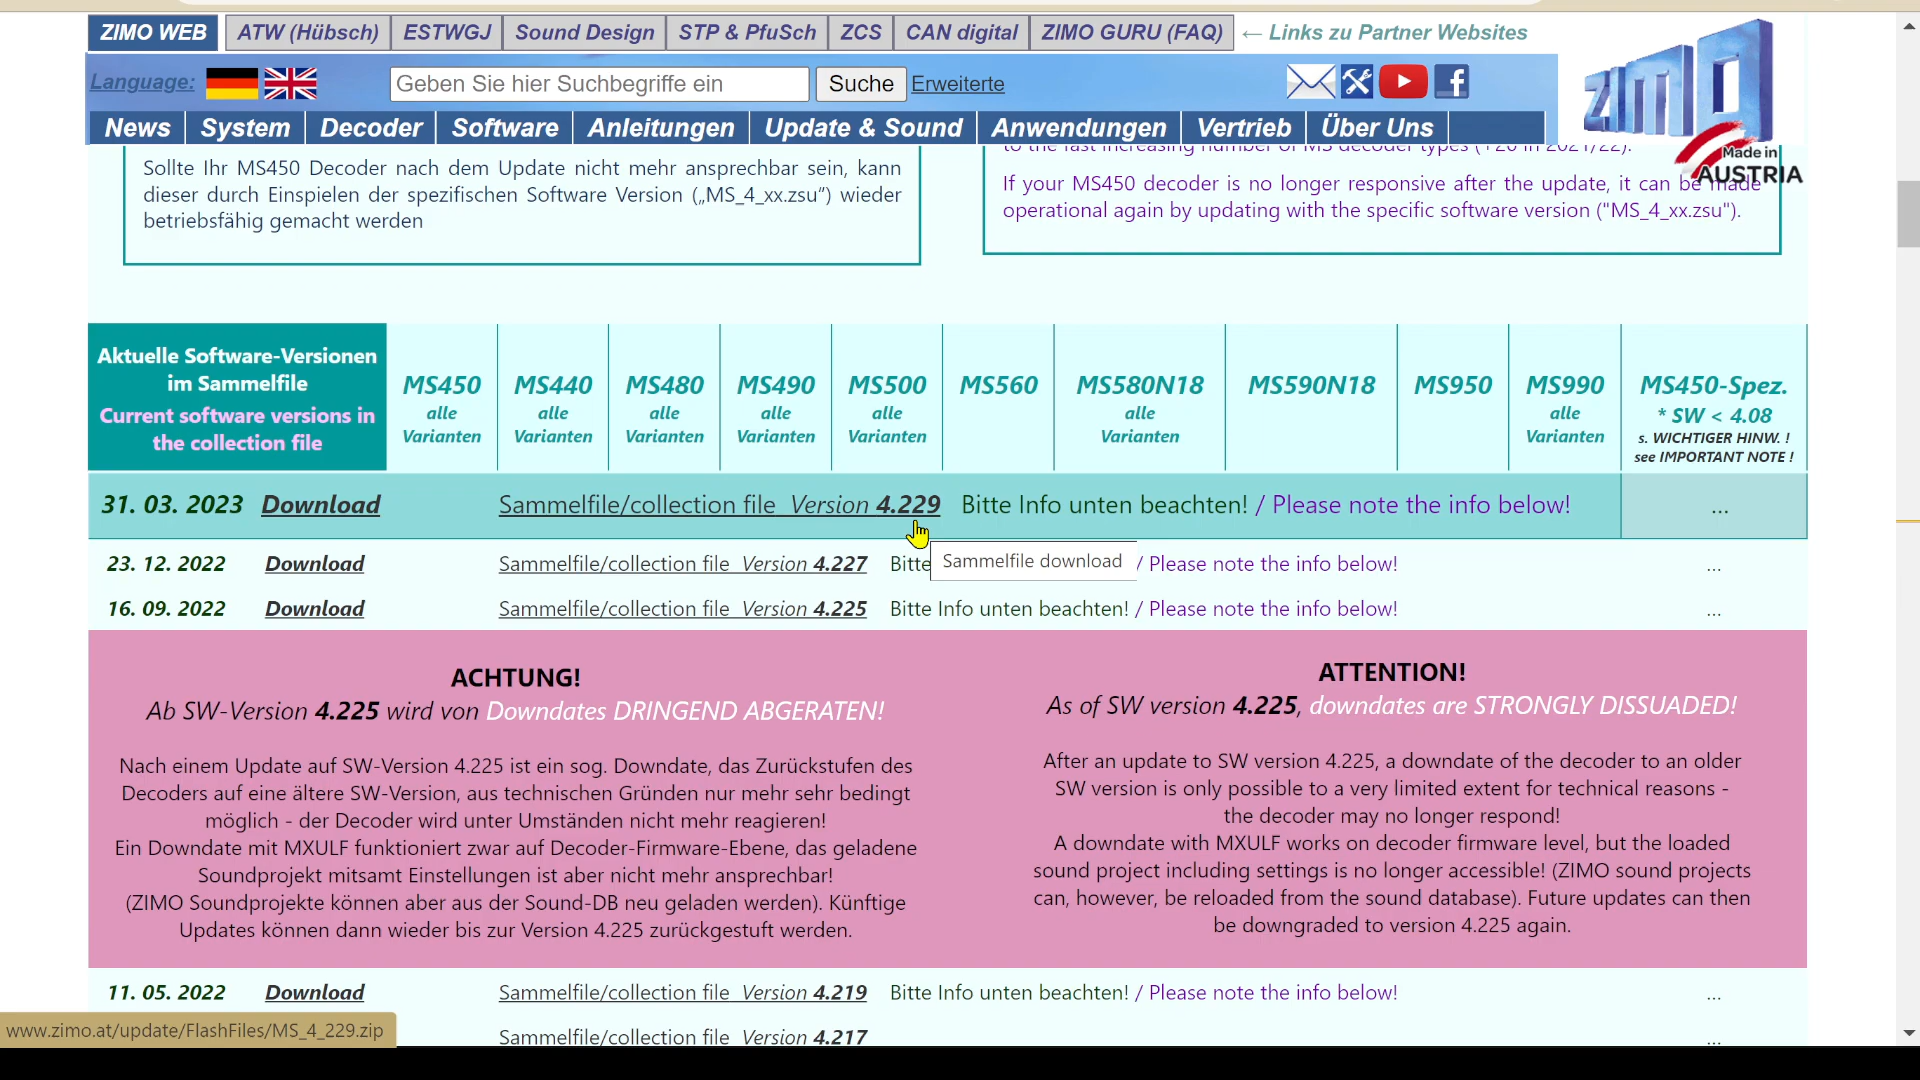 ZIMO WEB ATW (Hübsch) ESTWGJ Sound Design STP & PfuSch ZCS CAN digital ZIMO GURU (FAQ) ← Links zu Partner Websites
Language: Geben Sie hier Suchbegriffe ein Suche Erweiterte
ZIMO
Made in
AUSTRIA
News System Decoder Software Anleitungen Update & Sound Anwendungen Vertrieb Über Uns
Sollte Ihr MS450 Decoder nach dem Update nicht mehr ansprechbar sein, kann
dieser durch Einspielen der spezifischen Software Version („MS_4_xx.zsu“) wieder
betriebsfähig gemacht werden
to the fast increasing number of MS decoder types (+20 in 2021/22).
If your MS450 decoder is no longer responsive after the update, it can be made
operational again by updating with the specific software version ("MS_4_xx.zsu").
Aktuelle Software-Versionen
im Sammelfile
Current software versions in
the collection file
MS450
alle
Varianten
MS440
alle
Varianten
MS480
alle
Varianten
MS490
alle
Varianten
MS500
alle
Varianten
MS560
MS580N18
alle
Varianten
MS590N18
MS950
MS990
alle
Varianten
MS450-Spez.
* SW < 4.08
s. WICHTIGER HINW. !
see IMPORTANT NOTE !
31. 03. 2023 Download Sammelfile/collection file Version 4.229 Bitte Info unten beachten! / Please note the info below! ...
Sammelfile download
23. 12. 2022 Download Sammelfile/collection file Version 4.227 Bitte / Please note the info below! ...
16. 09. 2022 Download Sammelfile/collection file Version 4.225 Bitte Info unten beachten! / Please note the info below! ...
ACHTUNG!
Ab SW-Version 4.225 wird von Downdates DRINGEND ABGERATEN!
Nach einem Update auf SW-Version 4.225 ist ein sog. Downdate, das Zurückstufen des
Decoders auf eine ältere SW-Version, aus technischen Gründen nur mehr sehr bedingt
möglich - der Decoder wird unter Umständen nicht mehr reagieren!
Ein Downdate mit MXULF funktioniert zwar auf Decoder-Firmware-Ebene, das geladene
Soundprojekt mitsamt Einstellungen ist aber nicht mehr ansprechbar!
(ZIMO Soundprojekte können aber aus der Sound-DB neu geladen werden). Künftige
Updates können dann wieder bis zur Version 4.225 zurückgestuft werden.
ATTENTION!
As of SW version 4.225, downdates are STRONGLY DISSUADED!
After an update to SW version 4.225, a downdate of the decoder to an older
SW version is only possible to a very limited extent for technical reasons -
the decoder may no longer respond!
A downdate with MXULF works on decoder firmware level, but the loaded
sound project including settings is no longer accessible! (ZIMO sound projects
can, however, be reloaded from the sound database). Future updates can then
be downgraded to version 4.225 again.
11. 05. 2022 Download Sammelfile/collection file Version 4.219 Bitte Info unten beachten! / Please note the info below! ...
Sammelfile/collection file Version 4.217 ...
www.zimo.at/update/FlashFiles/MS_4_229.zip